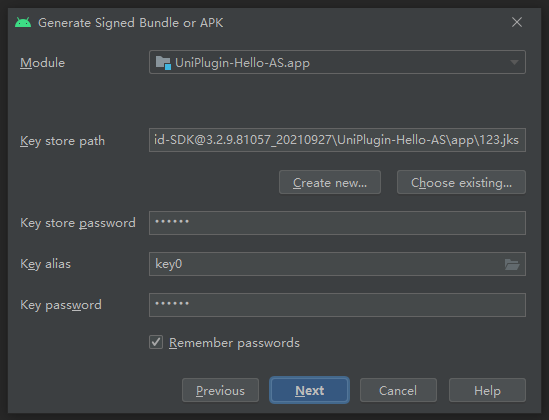 Generate Signed Bundle or APK
Module
UniPlugin-Hello-AS.app
Key store path
id-SDK@3.2.9.81057_20210927\UniPlugin-Hello-AS\app\123.jks
Create new...
Choose existing...
Key store password
••••••
Key alias
key0
Key password
••••••
Remember passwords
Previous
Next
Cancel
Help